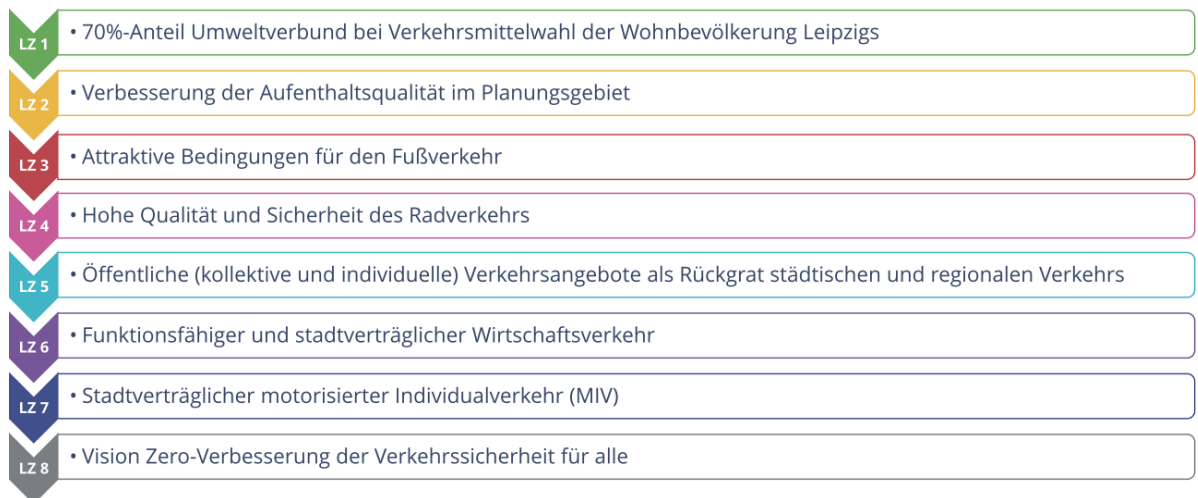 LZ 1 • 70%-Anteil Umweltverbund bei Verkehrsmittelwahl der Wohnbevölkerung Leipzigs
LZ 2 • Verbesserung der Aufenthaltsqualität im Planungsgebiet
LZ 3 • Attraktive Bedingungen für den Fußverkehr
LZ 4 • Hohe Qualität und Sicherheit des Radverkehrs
LZ 5 • Öffentliche (kollektive und individuelle) Verkehrsangebote als Rückgrat städtischen und regionalen Verkehrs
LZ 6 • Funktionsfähiger und stadtverträglicher Wirtschaftsverkehr
LZ 7 • Stadtverträglicher motorisierter Individualverkehr (MIV)
LZ 8 • Vision Zero-Verbesserung der Verkehrssicherheit für alle